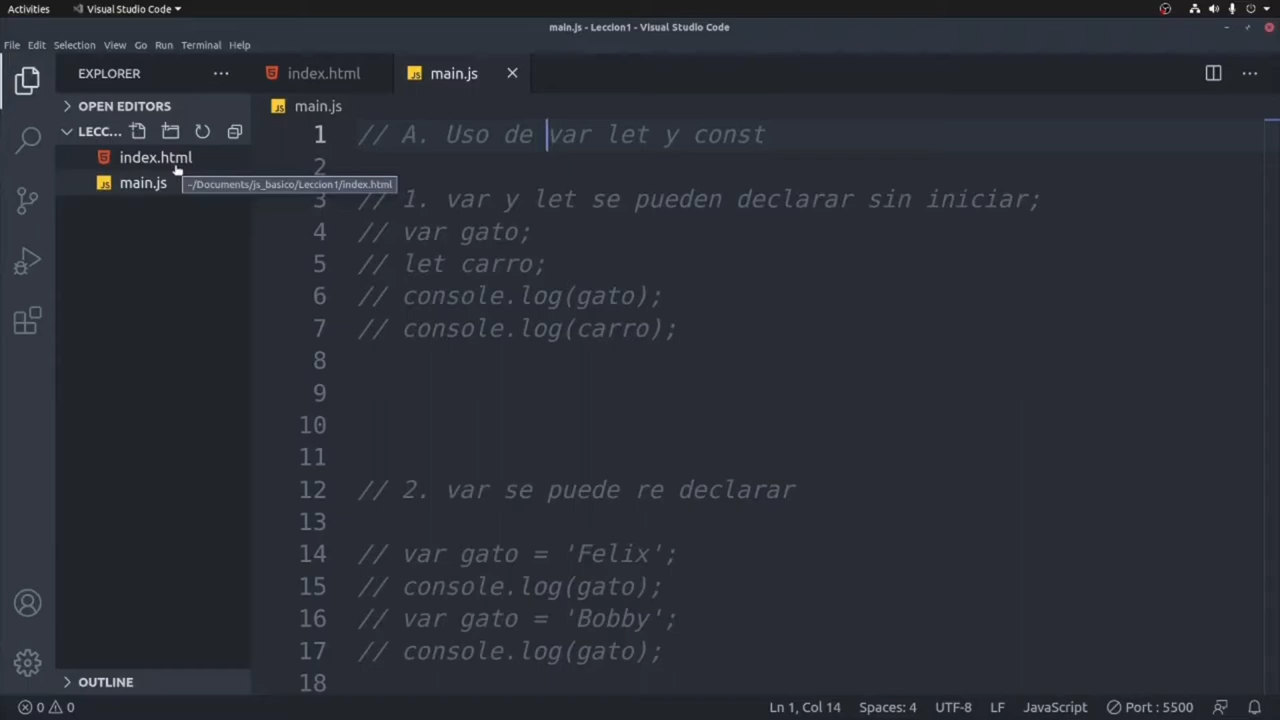 Activities
Visual Studio Code
main.js - Leccion1 - Visual Studio Code
File Edit Selection View Go Run Terminal Help
EXPLORER
index.html
main.js
OPEN EDITORS
LECC...
index.html
main.js
~/Documents/js_basico/Leccion1/index.html
OUTLINE
main.js
1 // A. Uso de var let y const
2
3 // 1. var y let se pueden declarar sin iniciar;
4 // var gato;
5 // let carro;
6 // console.log(gato);
7 // console.log(carro);
8
9
10
11
12 // 2. var se puede re declarar
13
14 // var gato = 'Felix';
15 // console.log(gato);
16 // var gato = 'Bobby';
17 // console.log(gato);
18
0 0
Ln 1, Col 14 Spaces: 4 UTF-8 LF JavaScript Port : 5500